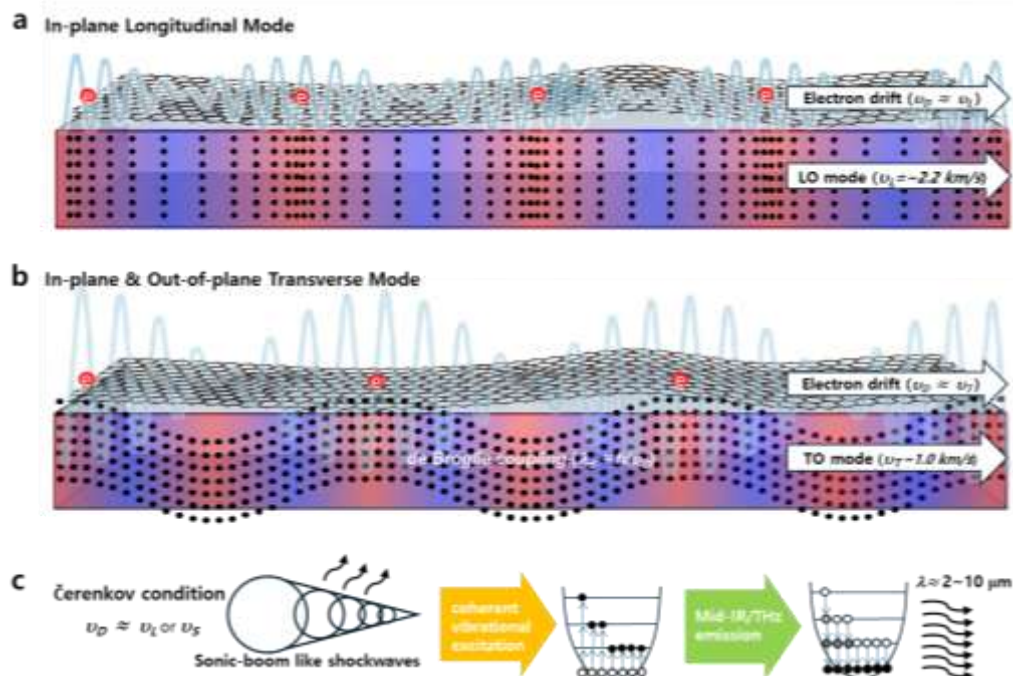 a In-plane Longitudinal Mode
e e e e
Electron drift (υD ≈ υL)
LO mode (υL=~2.2 km/s)
b In-plane & Out-of-plane Transverse Mode
e e e
Electron drift (υD ≈ υT)
de Broglie coupling
TO mode (υT~1.0 km/s)
c
Čerenkov condition
υD ≈ υL or υS
Sonic-boom like shockwaves
coherent
vibrational
excitation
Mid-IR/THz
emission
λ≈2~10 μm